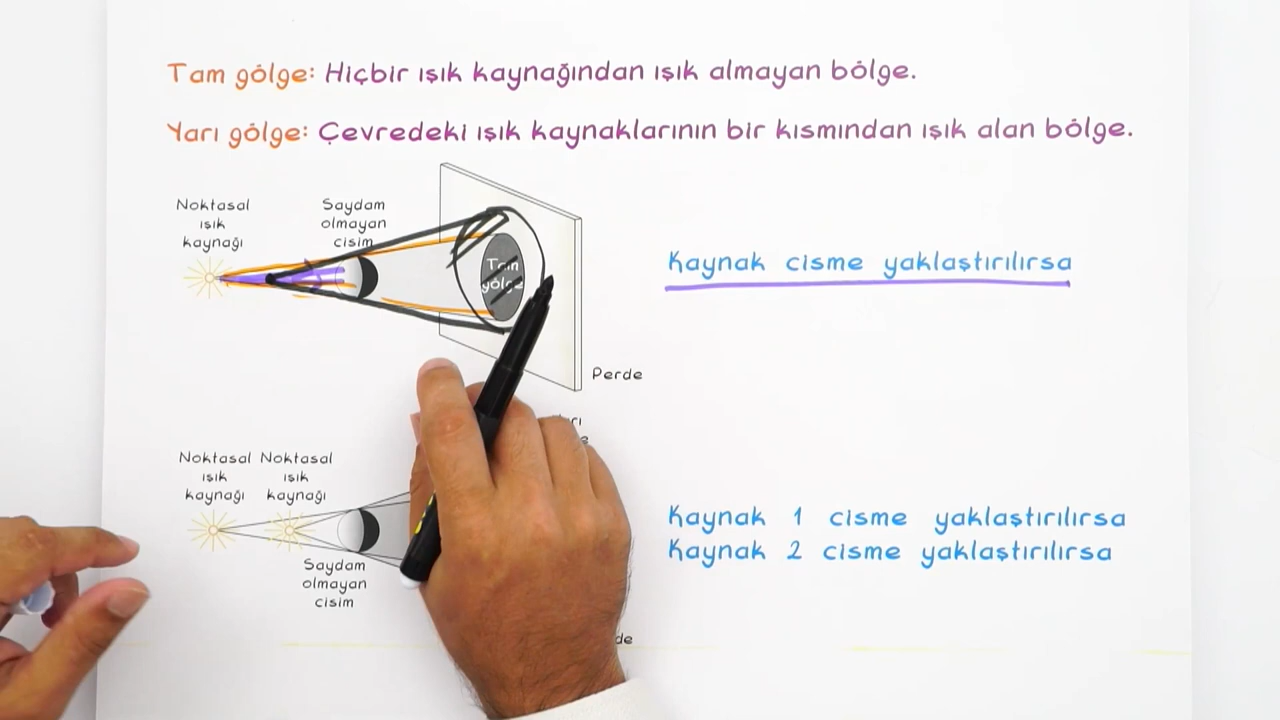 Tam gölge: Hiçbir ışık kaynağından ışık almayan bölge.
Yarı gölge: Çevredeki ışık kaynaklarının bir kısmından ışık alan bölge.
Noktasal
ışık
kaynağı
Saydam
olmayan
cisim
Tam
gölge
Perde
Kaynak cisme yaklaştırılırsa
Noktasal Noktasal
ışık ışık
kaynağı kaynağı
Saydam
olmayan
cisim
Kaynak 1 cisme yaklaştırılırsa
Kaynak 2 cisme yaklaştırılırsa